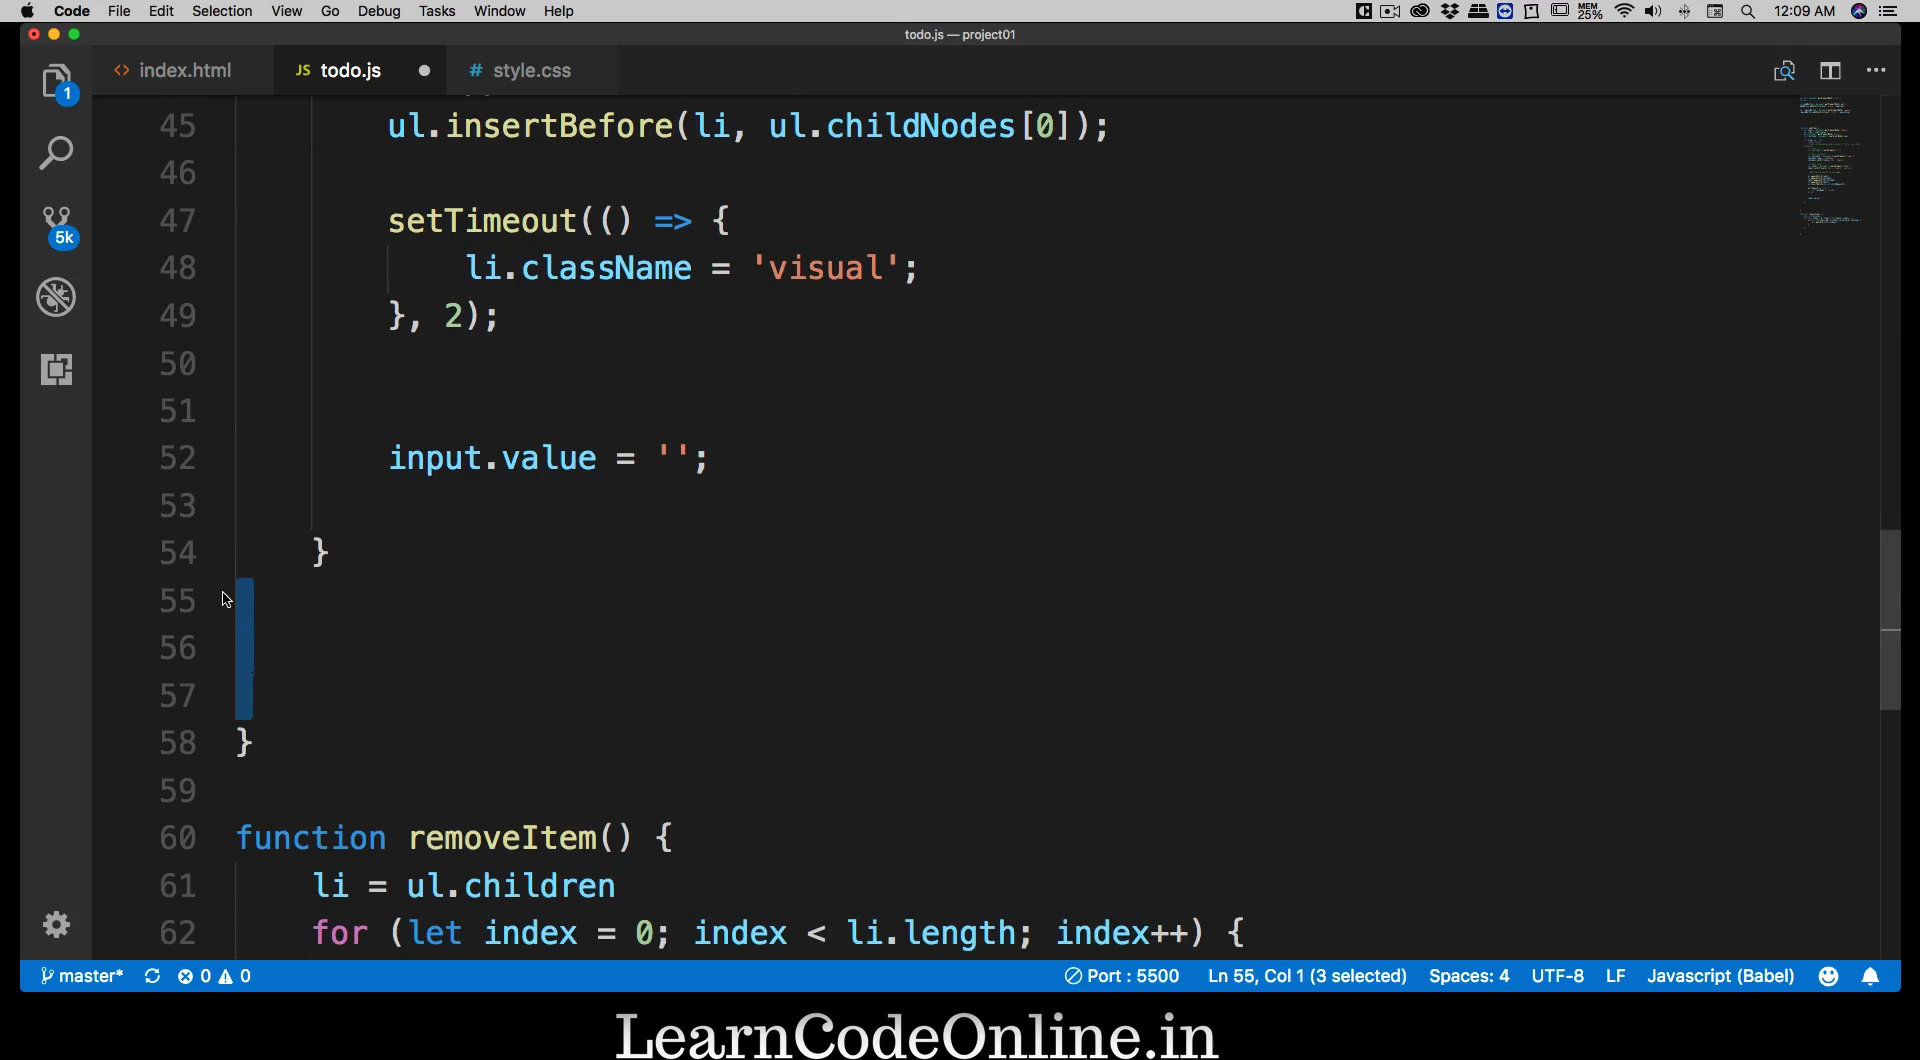 Code File Edit Selection View Go Debug Tasks Window Help MEM 25% 12:09 AM
todo.js — project01
<> index.html JS todo.js # style.css
1
5k
45 ul.insertBefore(li, ul.childNodes[0]);
46
47 setTimeout(() => {
48 li.className = 'visual';
49 }, 2);
50
51
52 input.value = '';
53
54 }
55
56
57
58 }
59
60 function removeItem() {
61 li = ul.children
62 for (let index = 0; index < li.length; index++) {
master* 0 0 Port : 5500 Ln 55, Col 1 (3 selected) Spaces: 4 UTF-8 LF Javascript (Babel)
LearnCodeOnline.in